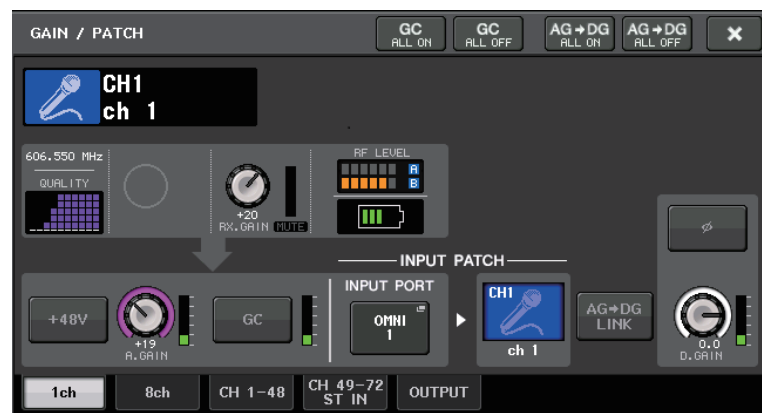 GAIN / PATCH
GC
ALL ON
GC
ALL OFF
AG→DG
ALL ON
AG→DG
ALL OFF
CH1
ch 1
606.550 MHz
QUALITY
+20
RX.GAIN
MUTE
RF LEVEL
A
B
INPUT PATCH
+48V
+19
A.GAIN
GC
INPUT PORT
OMNI
1
CH1
ch 1
AG→DG
LINK
ø
0.0
D.GAIN
1ch
8ch
CH 1-48
CH 49-72
ST IN
OUTPUT